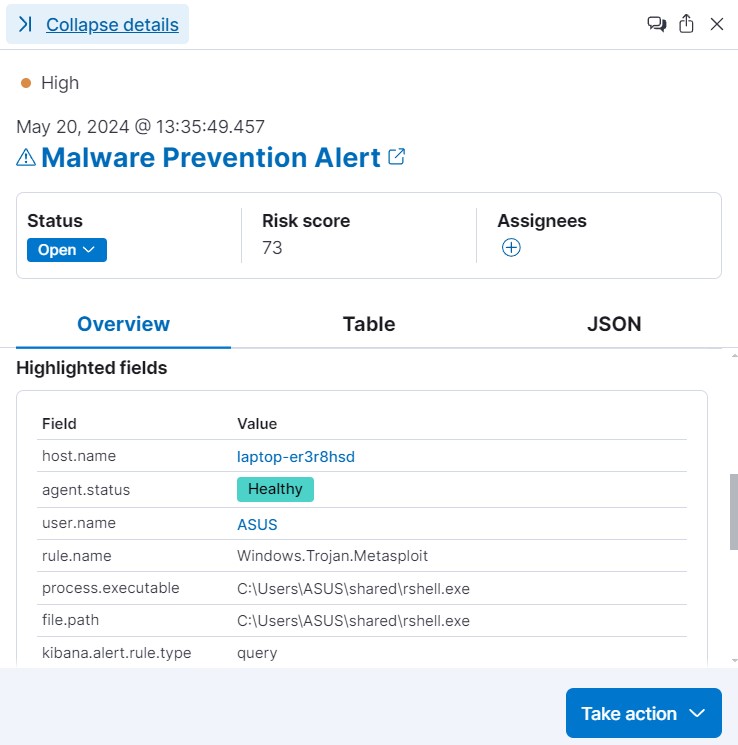 Collapse details
High
May 20, 2024 @ 13:35:49.457
Malware Prevention Alert
Status Risk score Assignees
Open 73
Overview Table JSON
Highlighted fields
Field Value
host.name laptop-er3r8hsd
agent.status Healthy
user.name ASUS
rule.name Windows.Trojan.Metasploit
process.executable C:\Users\ASUS\shared\rshell.exe
file.path C:\Users\ASUS\shared\rshell.exe
kibana.alert.rule.type query
Take action